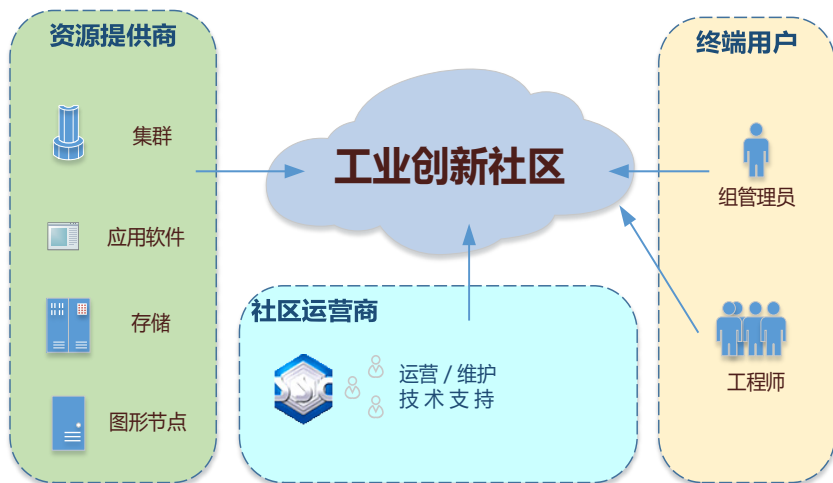 资源提供商
集群
应用软件
存储
图形节点
工业创新社区
社区运营商
SSC
运营 / 维护
技 术 支 持
终端用户
组管理员
工程师